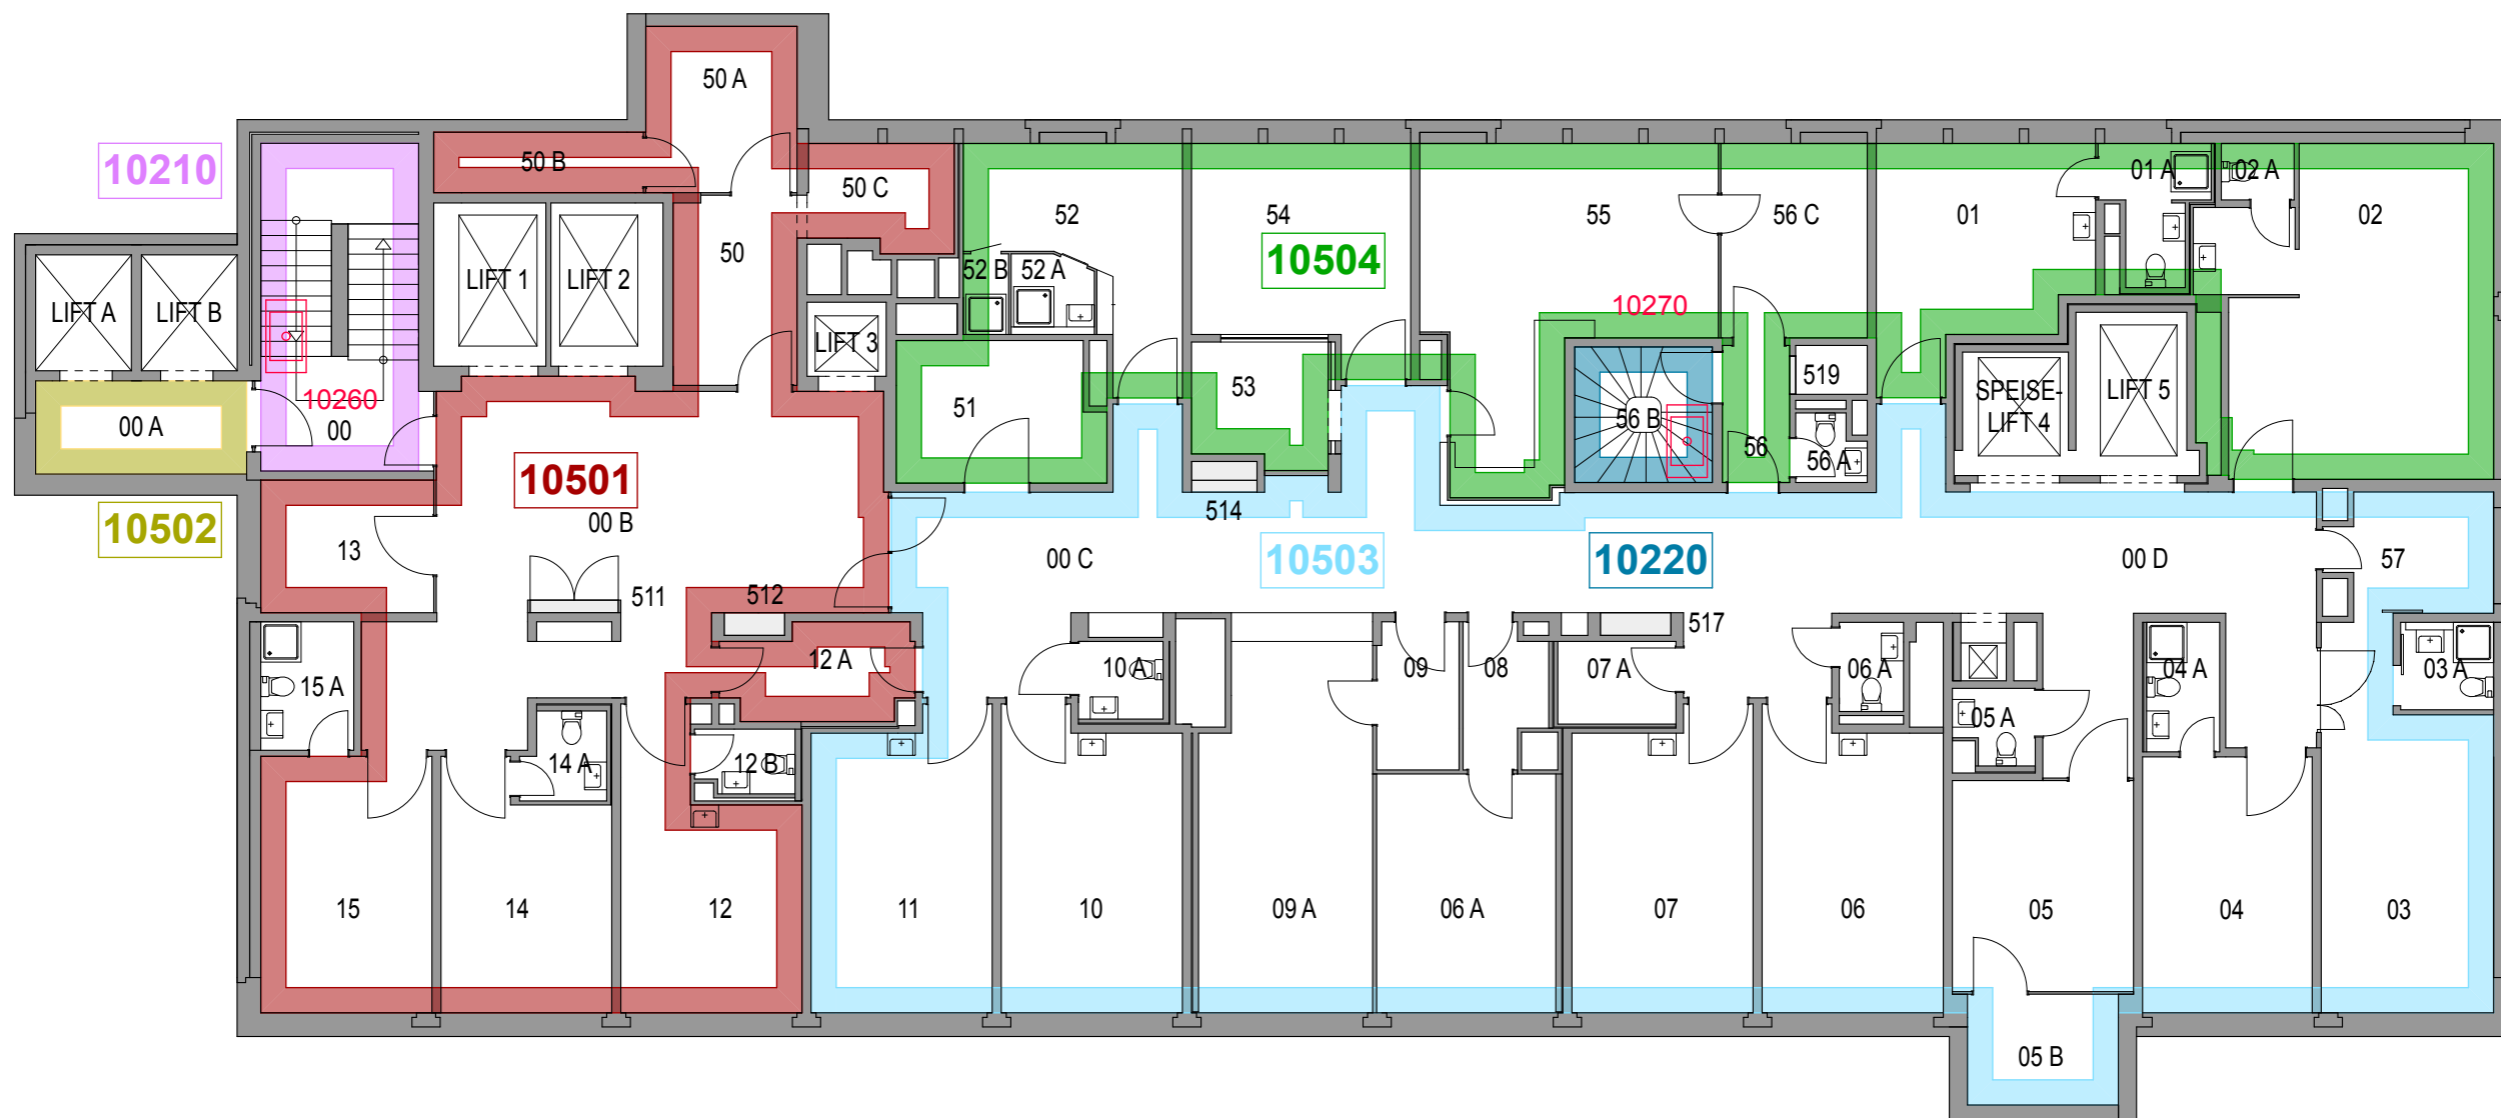 50 A
10210
50 B
50 C
01 A
02 A
52
54
55
56 C
01
02
50
10504
52 B
52 A
LIFT 1
LIFT 2
LIFT A
LIFT B
10270
LIFT 3
519
SPEISE-
LIFT 4
LIFT 5
53
51
10260
00
00 A
56 B
56
56 A
10501
10502
00 B
514
13
00 C
10503
10220
00 D
57
511
512
517
15 A
12 A
10 A
09
08
07 A
06 A
04 A
03 A
05 A
14 A
12 B
15
14
12
11
10
09 A
06 A
07
06
05
04
03
05 B